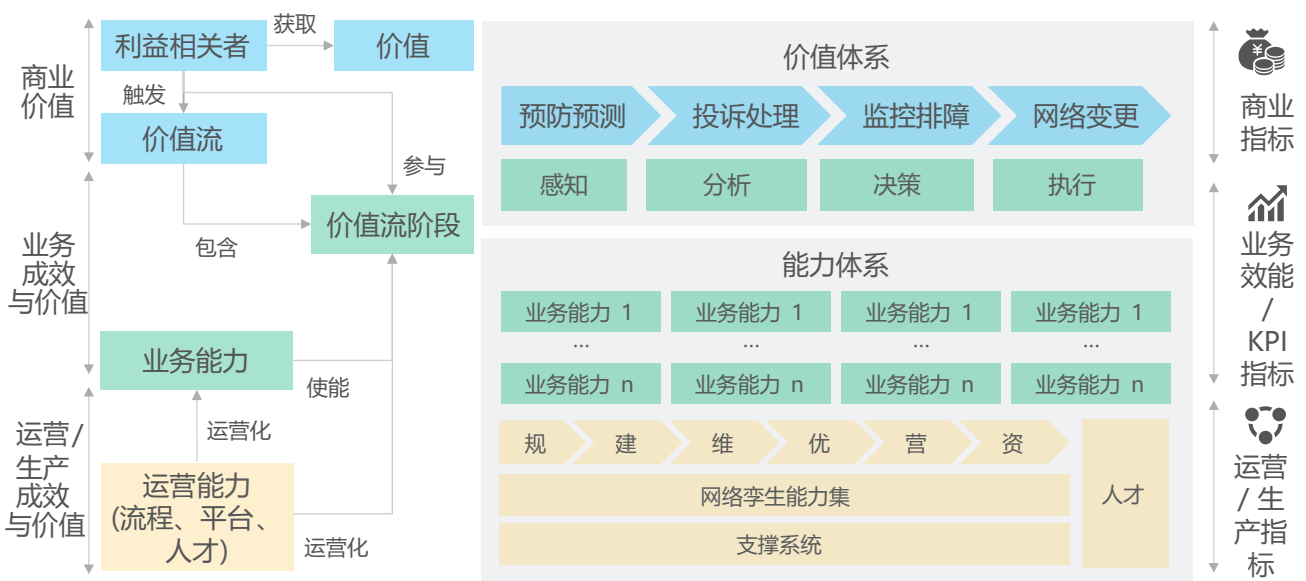 商业
价值
利益相关者
获取
价值
触发
价值流
参与
业务
成效
与价值
价值流阶段
包含
业务能力
使能
运营/
生产
成效
与价值
运营化
运营能力
(流程、平台、
人才)
运营化
价值体系
预防预测
投诉处理
监控排障
网络变更
感知
分析
决策
执行
能力体系
业务能力 1
业务能力 1
业务能力 1
业务能力 1
...
...
...
...
业务能力 n
业务能力 n
业务能力 n
业务能力 n
规
建
维
优
营
资
网络孪生能力集
支撑系统
人才
¥
商业
指标
业务
效能
/
KPI
指标
运营
/ 生
产指
标